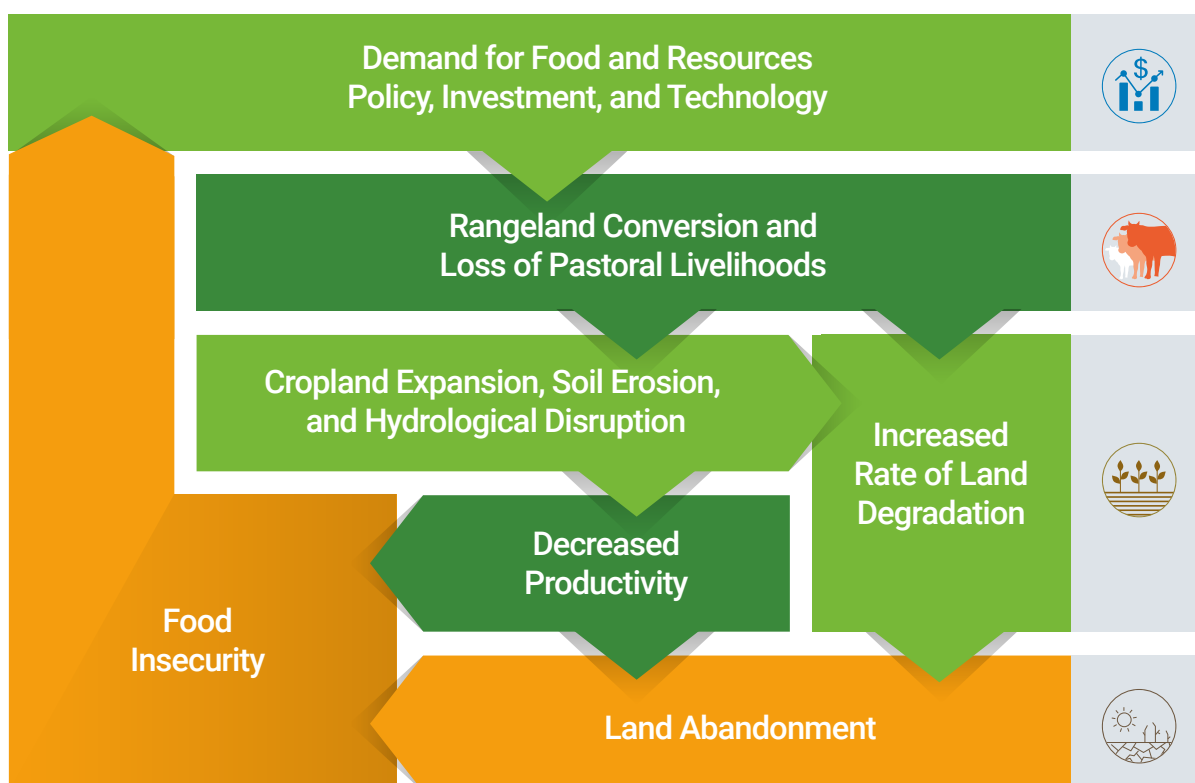 Demand for Food and Resources
Policy, Investment, and Technology
$
Rangeland Conversion and
Loss of Pastoral Livelihoods
Cropland Expansion, Soil Erosion,
and Hydrological Disruption
Increased
Rate of Land
Degradation
Decreased
Productivity
Food
Insecurity
Land Abandonment